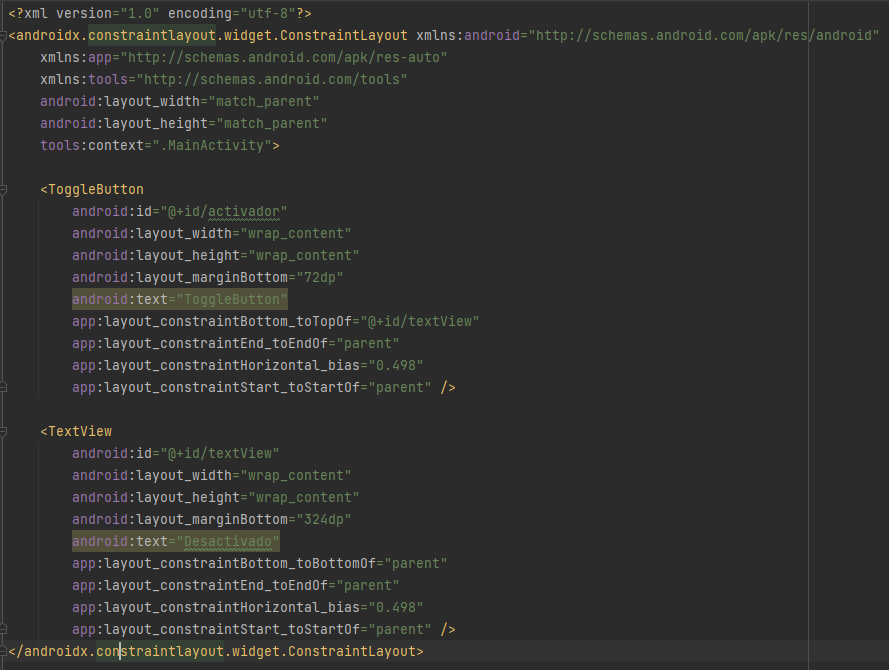 <?xml version="1.0" encoding="utf-8"?>
<androidx.constraintlayout.widget.ConstraintLayout xmlns:android="http://schemas.android.com/apk/res/android"
    xmlns:app="http://schemas.android.com/apk/res-auto"
    xmlns:tools="http://schemas.android.com/tools"
    android:layout_width="match_parent"
    android:layout_height="match_parent"
    tools:context=".MainActivity">

    <ToggleButton
        android:id="@+id/activador"
        android:layout_width="wrap_content"
        android:layout_height="wrap_content"
        android:layout_marginBottom="72dp"
        android:text="ToggleButton"
        app:layout_constraintBottom_toTopOf="@+id/textView"
        app:layout_constraintEnd_toEndOf="parent"
        app:layout_constraintHorizontal_bias="0.498"
        app:layout_constraintStart_toStartOf="parent" />

    <TextView
        android:id="@+id/textView"
        android:layout_width="wrap_content"
        android:layout_height="wrap_content"
        android:layout_marginBottom="324dp"
        android:text="Desactivado"
        app:layout_constraintBottom_toBottomOf="parent"
        app:layout_constraintEnd_toEndOf="parent"
        app:layout_constraintHorizontal_bias="0.498"
        app:layout_constraintStart_toStartOf="parent" />
</androidx.constraintlayout.widget.ConstraintLayout>